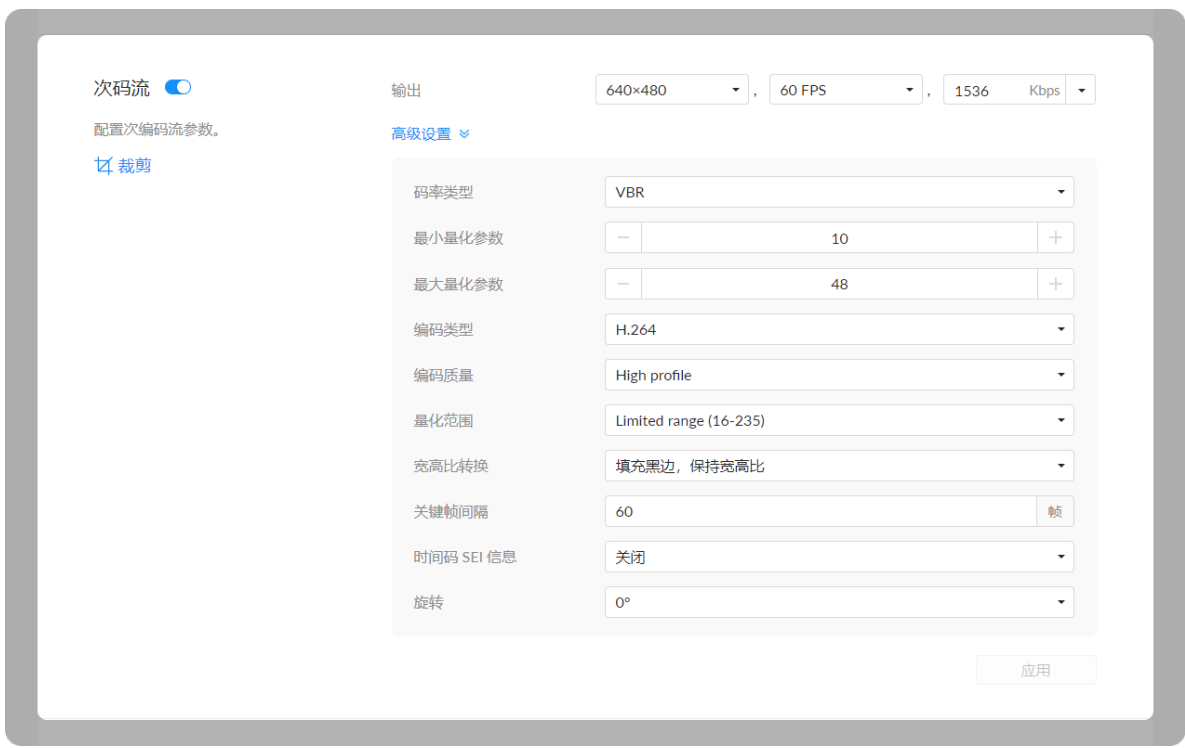 次码流
配置次编码流参数。
裁剪
输出 640×480 , 60 FPS , 1536 Kbps
高级设置
码率类型 VBR
最小量化参数 10
最大量化参数 48
编码类型 H.264
编码质量 High profile
量化范围 Limited range (16-235)
宽高比转换 填充黑边，保持宽高比
关键帧间隔 60 帧
时间码 SEI 信息 关闭
旋转 0°
应用